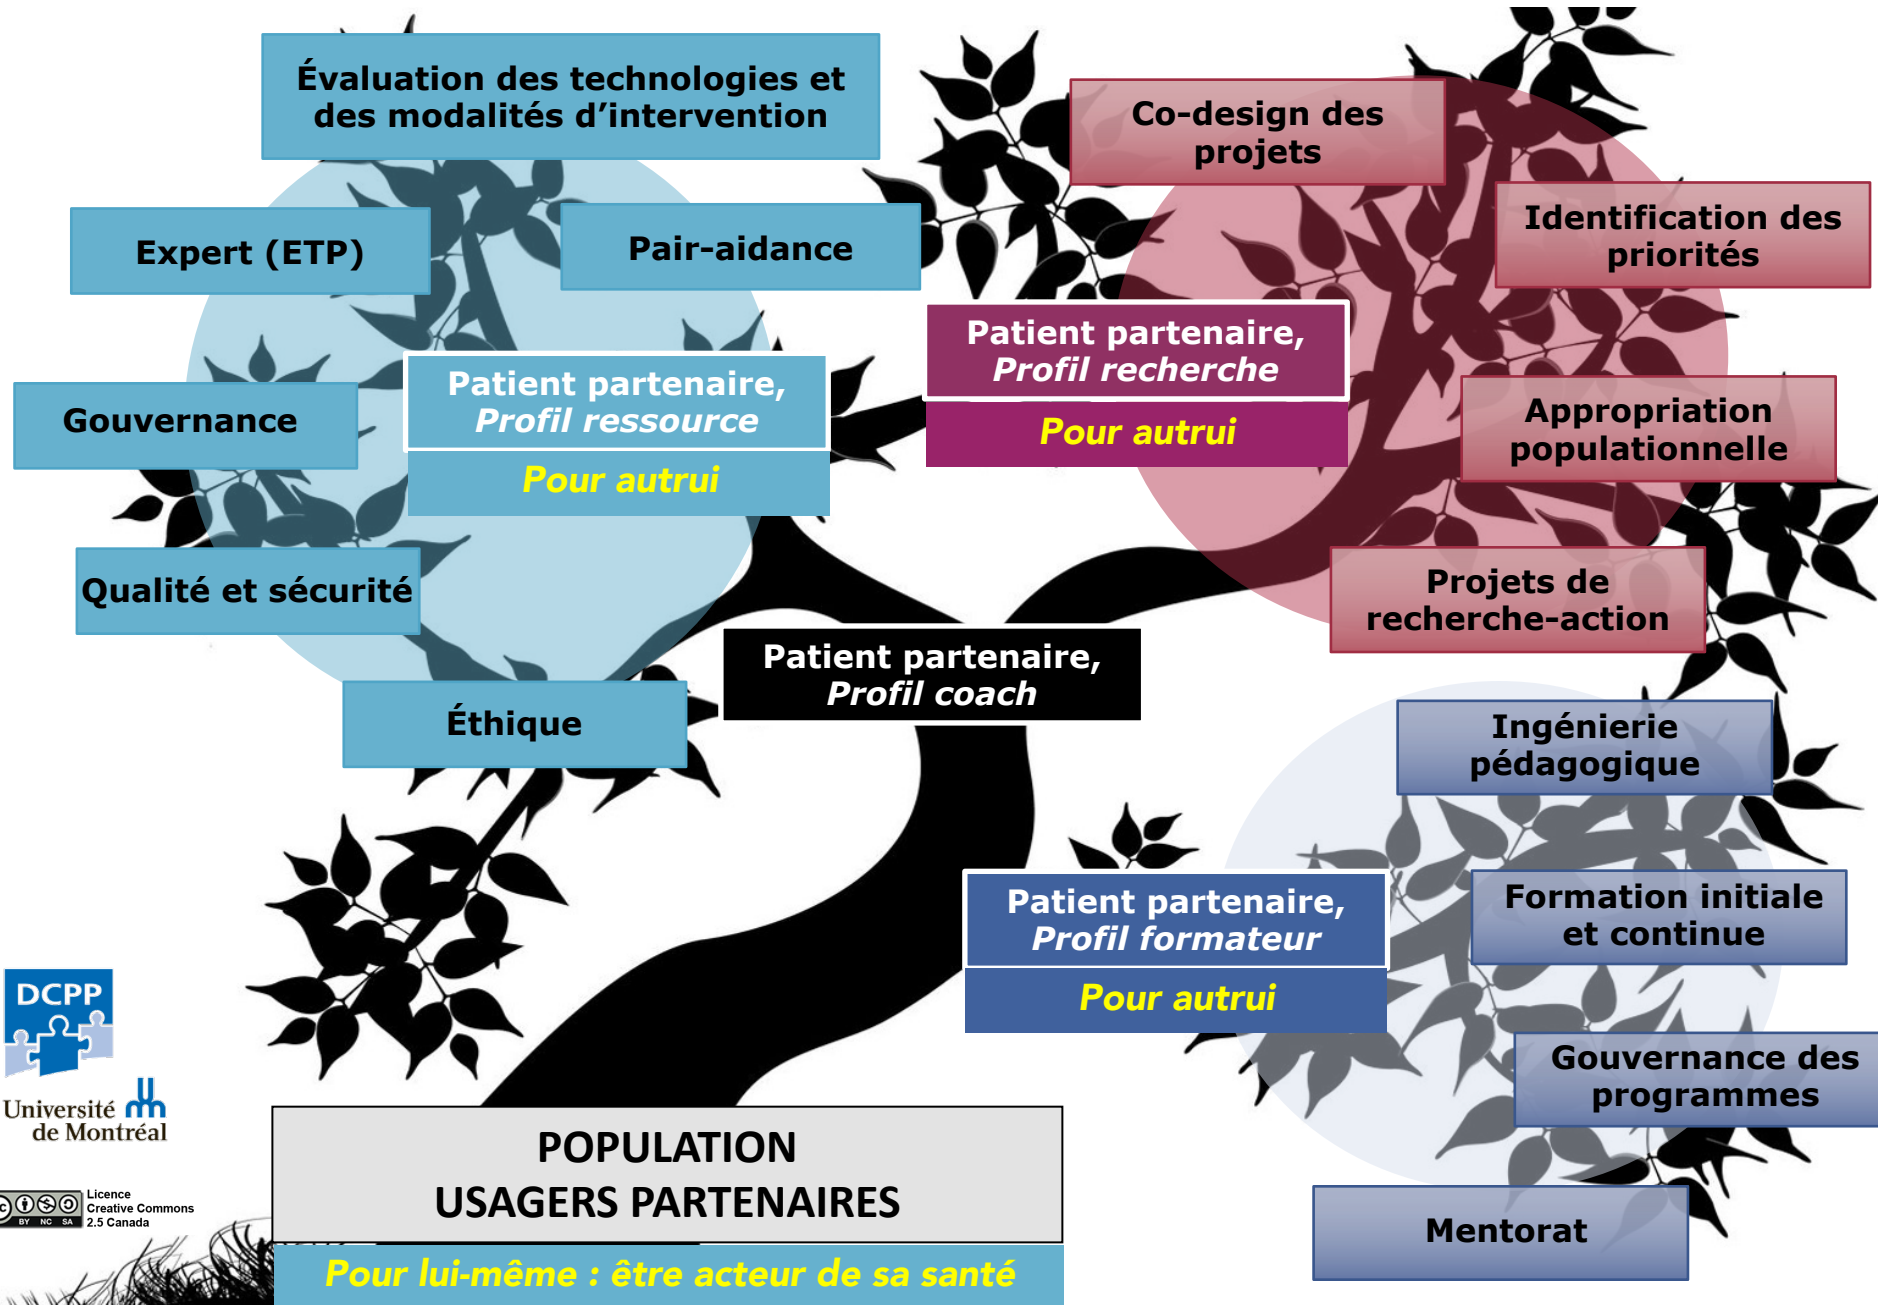 Évaluation des technologies et
des modalités d'intervention
Expert (ETP)
Pair-aidance
Gouvernance
Patient partenaire,
Profil ressource
Pour autrui
Qualité et sécurité
Éthique
Co-design des
projets
Identification des
priorités
Patient partenaire,
Profil recherche
Pour autrui
Appropriation
populationnelle
Projets de
recherche-action
Patient partenaire,
Profil coach
Ingénierie
pédagogique
Patient partenaire,
Profil formateur
Pour autrui
Formation initiale
et continue
Gouvernance des
programmes
Mentorat
DCPP
Université
de Montréal
Licence
Creative Commons
2.5 Canada
cc
BY NC SA
POPULATION
USAGERS PARTENAIRES
Pour lui-même : être acteur de sa santé